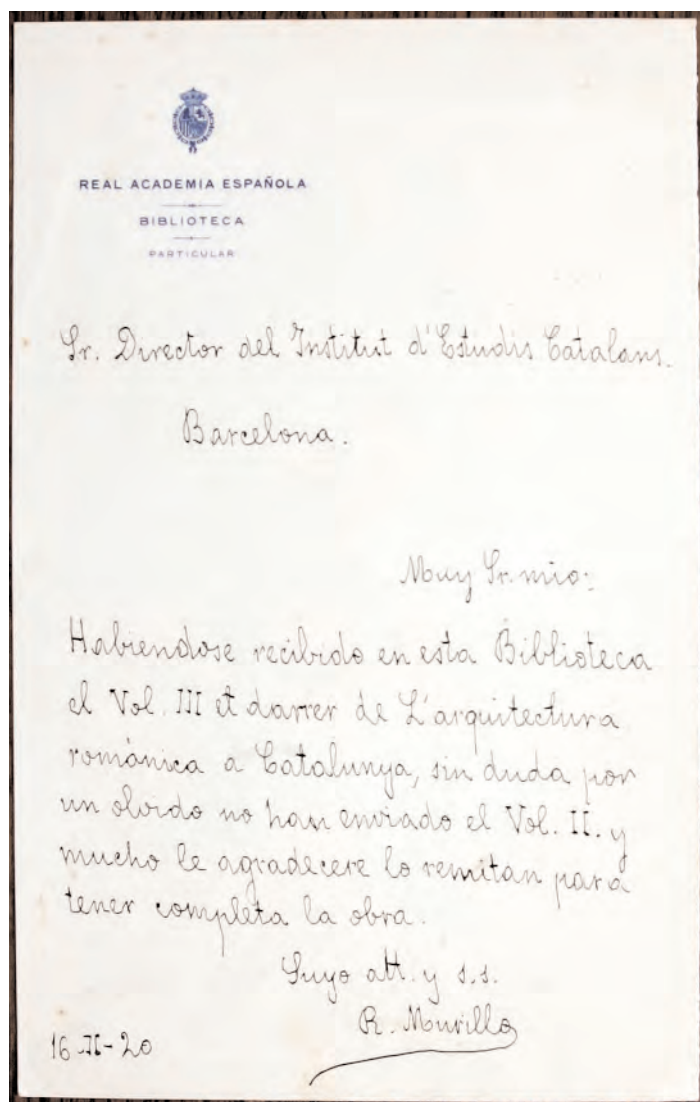 REAL ACADEMIA ESPAÑOLA
BIBLIOTECA
PARTICULAR
Sr. Director del Institut d'Estudis Catalans.
Barcelona.
Muy Sr. mio:
Habiendose recibido en esta Biblioteca
el Vol. III et darrer de L'arquitectura
románica a Catalunya, sin duda por
un olvido no han enviado el Vol. II. y
mucho le agradecere lo remitan para
tener completa la obra.
Suyo att. y s.s.
R. Murillo
16-II-20